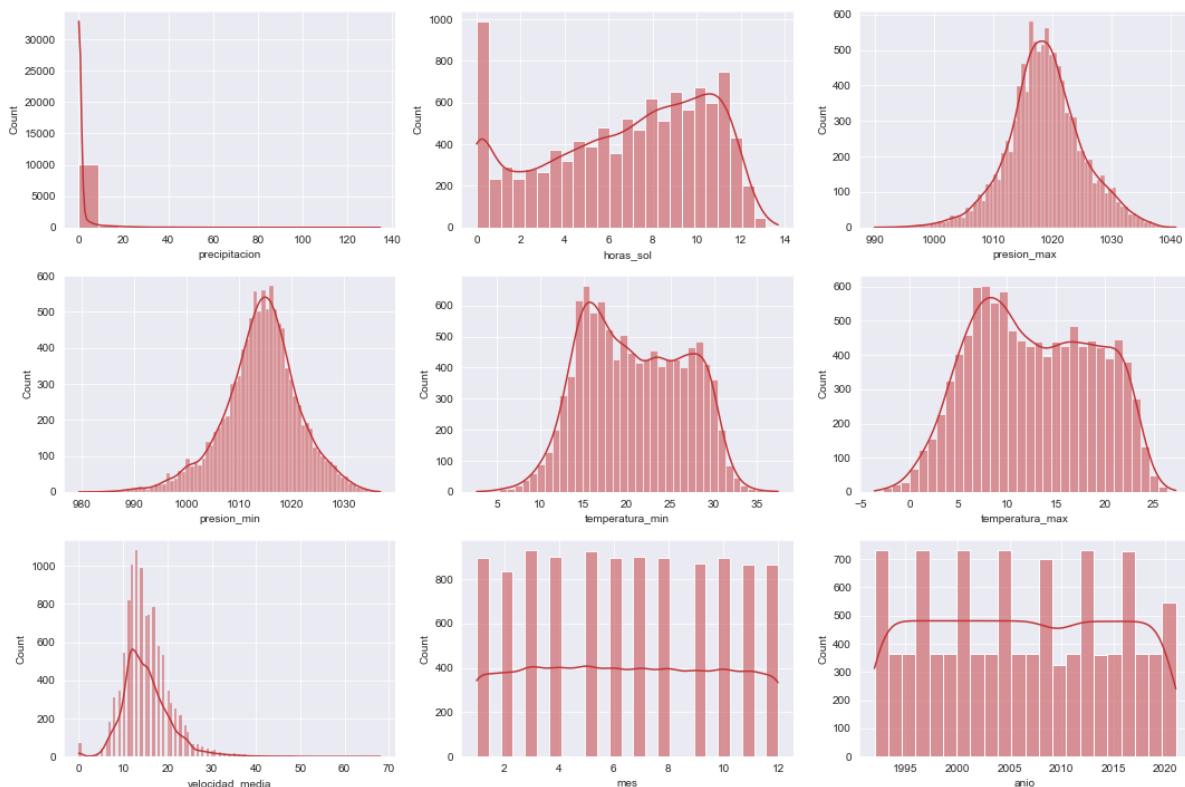 Count
30000
25000
20000
15000
10000
5000
0
0 20 40 60 80 100 120 140
precipitacion
Count
1000
800
600
400
200
0
0 2 4 6 8 10 12 14
horas_sol
Count
600
500
400
300
200
100
0
990 1000 1010 1020 1030 1040
presion_max
Count
600
500
400
300
200
100
0
980 990 1000 1010 1020 1030
presion_min
Count
600
500
400
300
200
100
0
5 10 15 20 25 30 35
temperatura_min
Count
600
500
400
300
200
100
0
−5 0 5 10 15 20 25
temperatura_max
Count
1000
800
600
400
200
0
0 10 20 30 40 50 60 70
velocidad_media
Count
800
600
400
200
0
2 4 6 8 10 12
mes
Count
700
600
500
400
300
200
100
0
1995 2000 2005 2010 2015 2020
anio